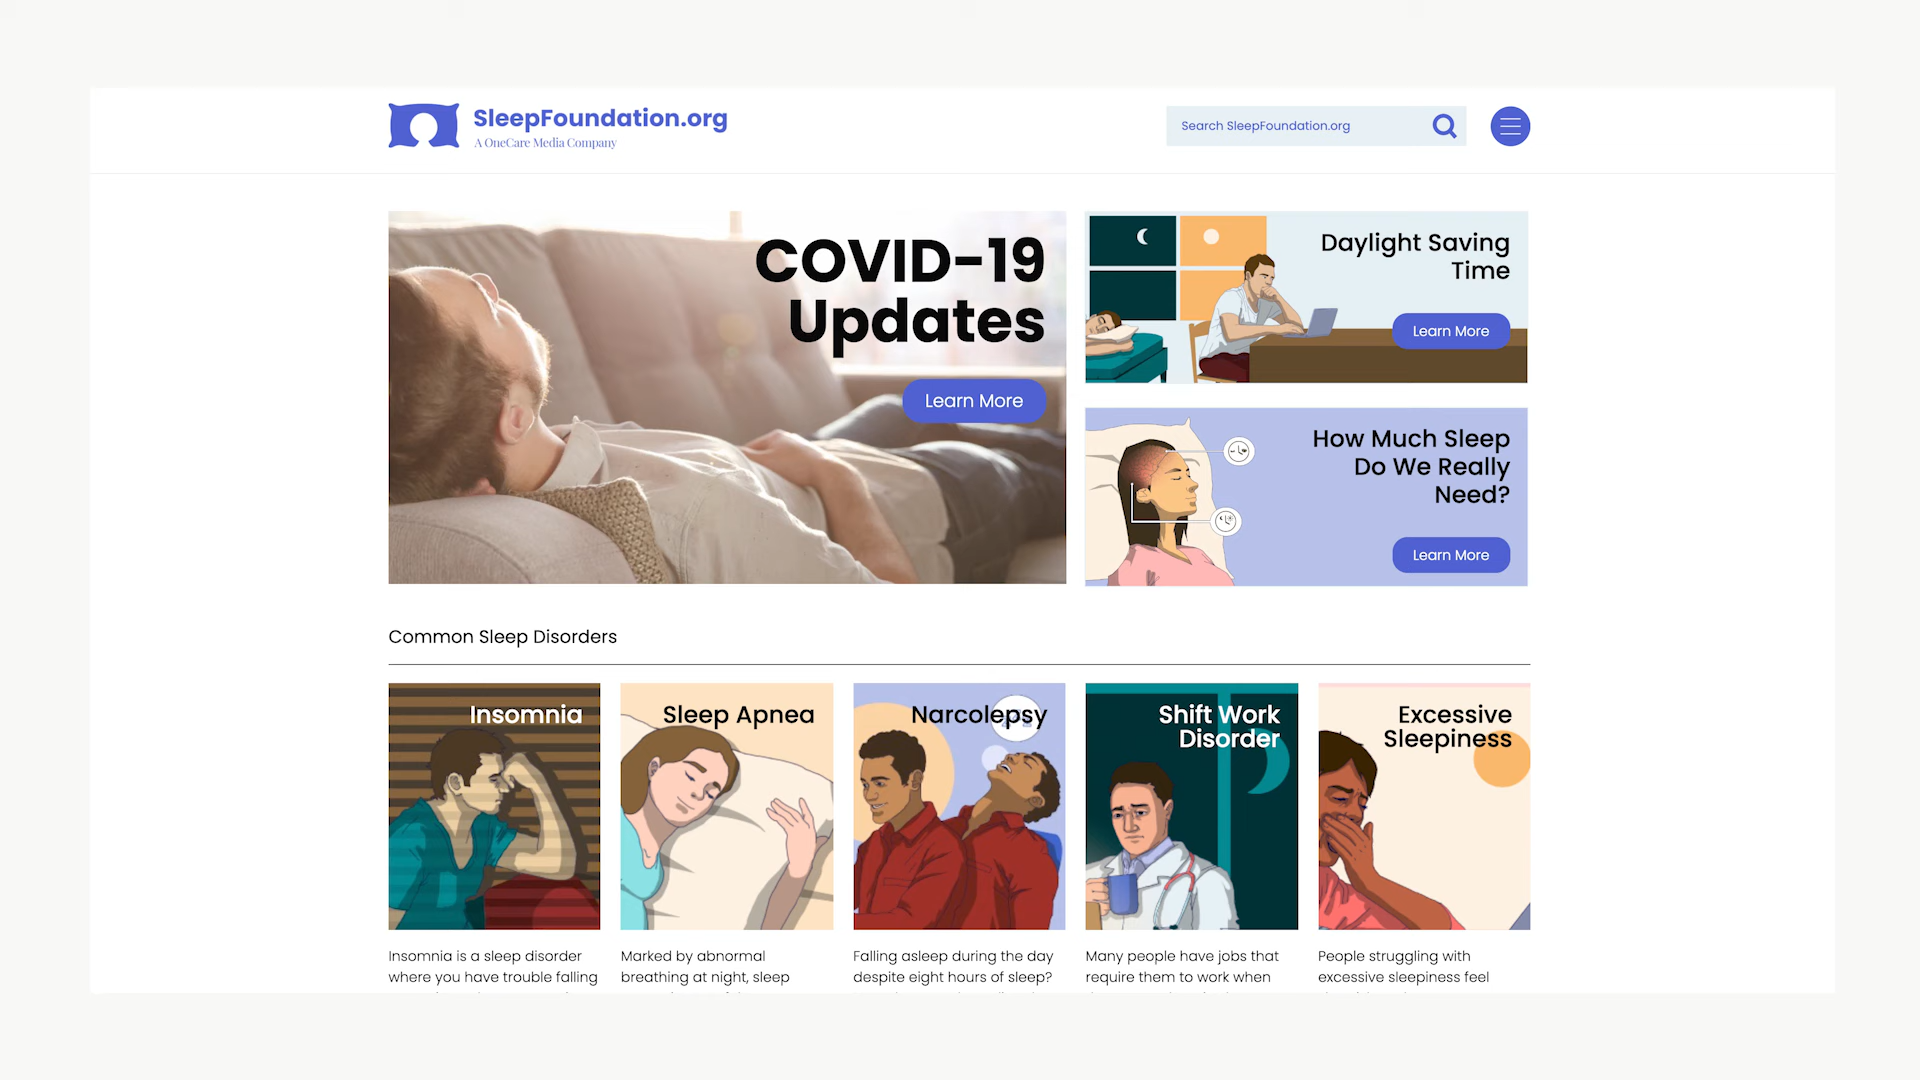 SleepFoundation.org
A OneCare Media Company
Search SleepFoundation.org
COVID-19
Updates
Learn More
Daylight Saving
Time
Learn More
How Much Sleep
Do We Really
Need?
Learn More
Common Sleep Disorders
Insomnia
Insomnia is a sleep disorder
where you have trouble falling
Sleep Apnea
Marked by abnormal
breathing at night, sleep
Narcolepsy
Falling asleep during the day
despite eight hours of sleep?
Shift Work
Disorder
Many people have jobs that
require them to work when
Excessive
Sleepiness
People struggling with
excessive sleepiness feel